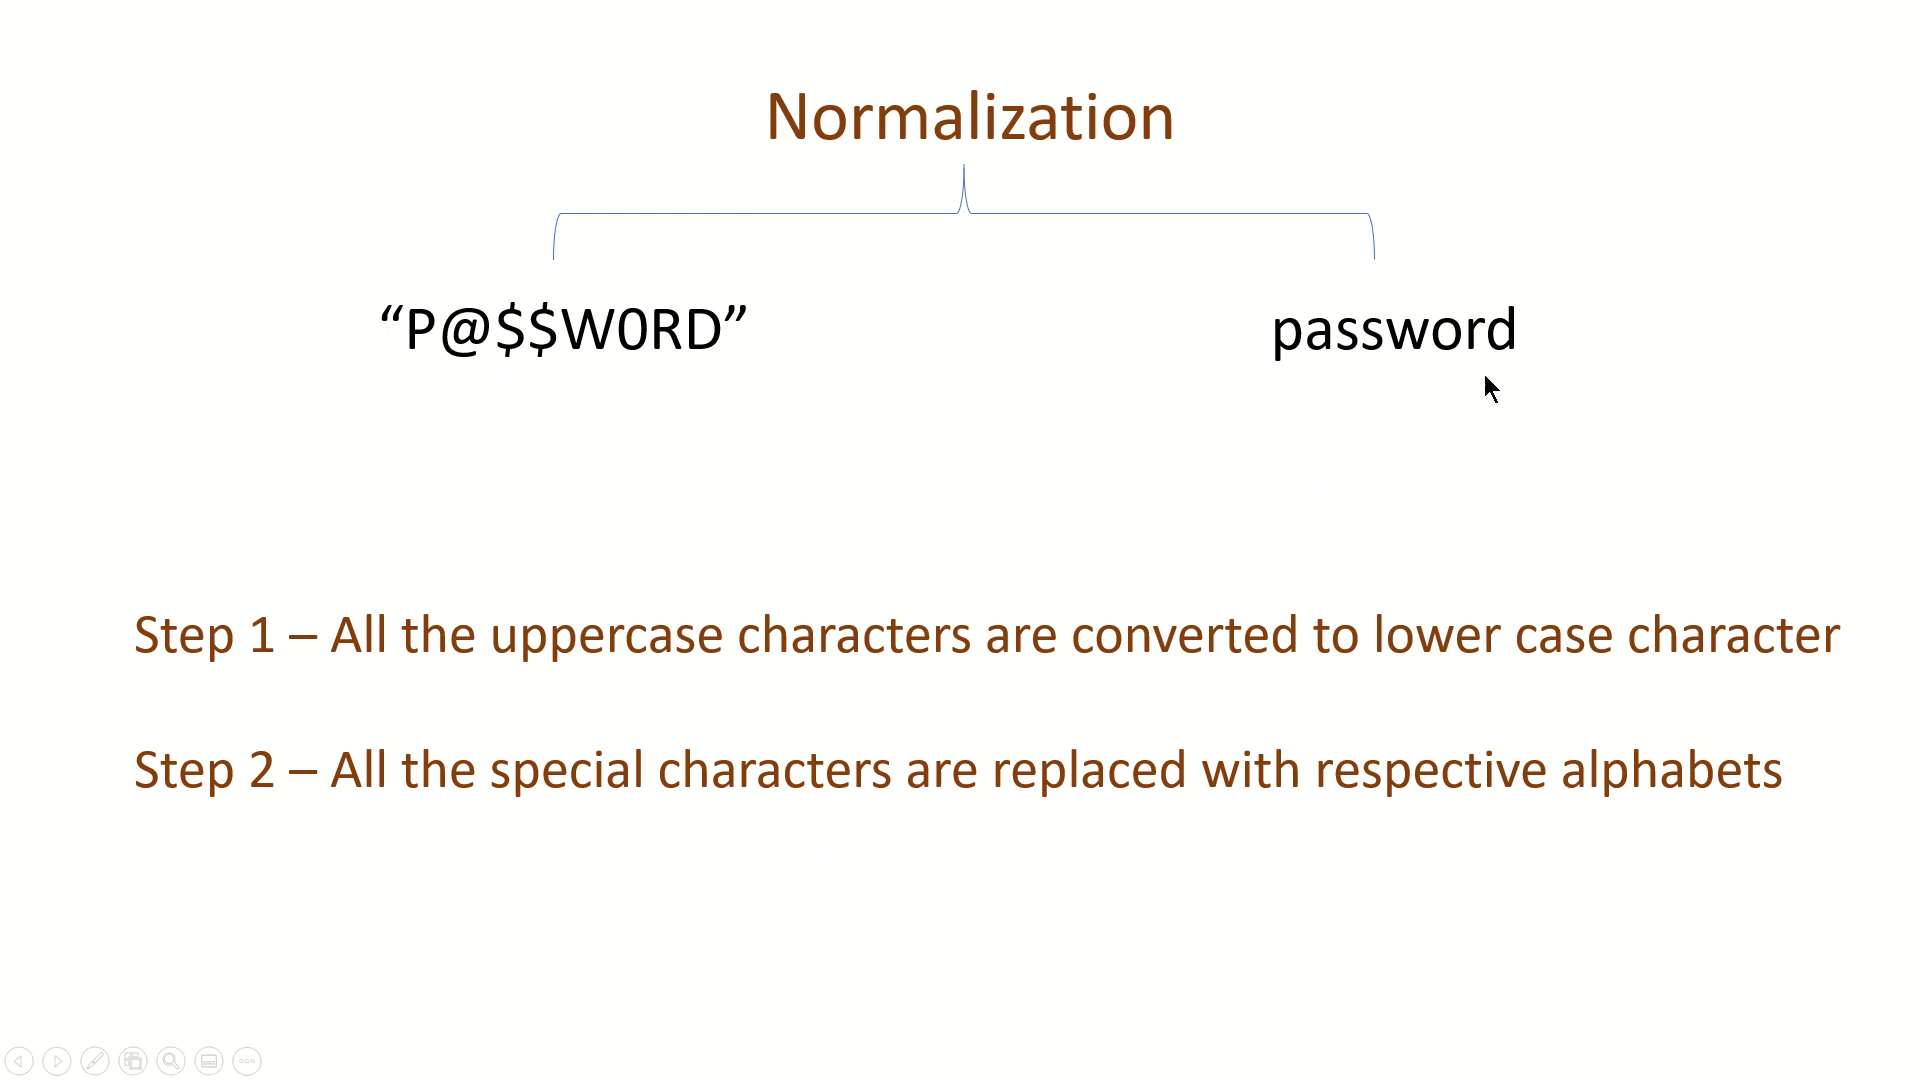 Normalization
“P@$$W0RD”
password
Step 1 – All the uppercase characters are converted to lower case character
Step 2 – All the special characters are replaced with respective alphabets